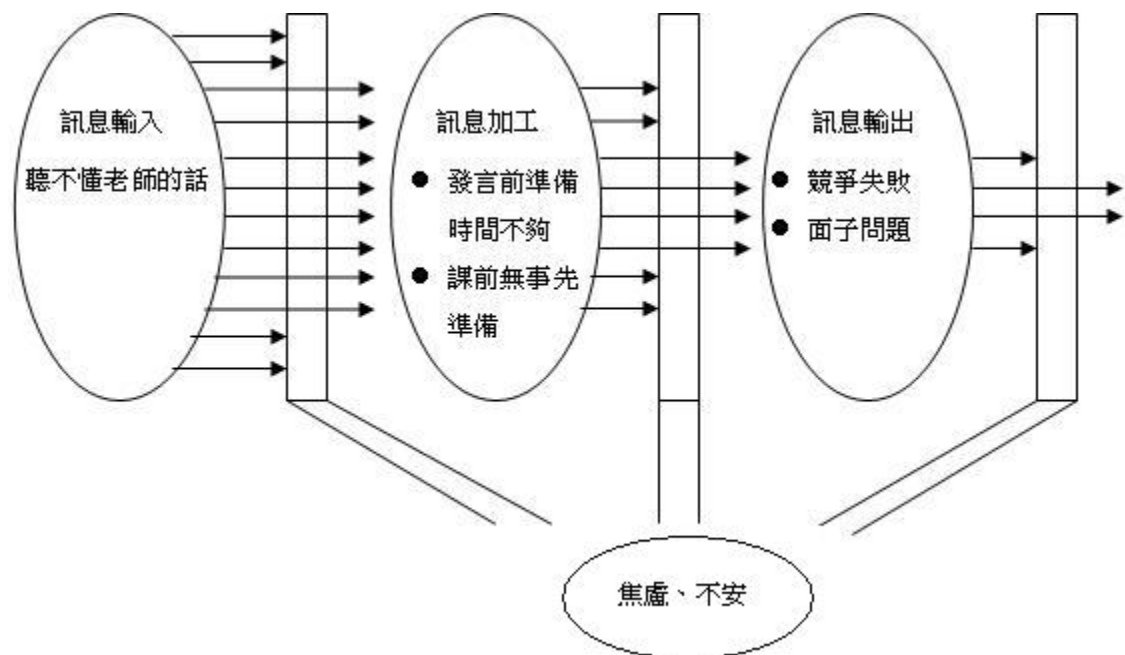 訊息輸入
聽不懂老師的話
訊息加工
● 發言前準備
時間不夠
● 課前無事先
準備
訊息輸出
● 競爭失敗
● 面子問題
焦慮、不安